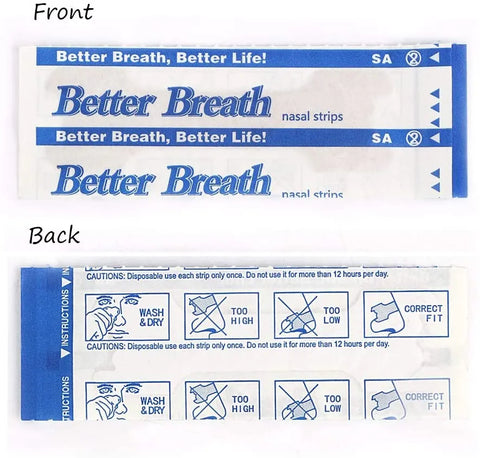 Front
Better Breath, Better Life! SA
Better Breath nasal strips
Better Breath, Better Life! SA
Better Breath nasal strips
Back
INSTRUCTIONS
CAUTIONS: Disposable use each strip only once. Do not use it for more than 12 hours per day.
WASH & DRY
TOO HIGH
TOO LOW
CORRECT FIT
CAUTIONS: Disposable use each strip only once. Do not use it for more than 12 hours per day.
TRUCTIONS
WASH & DRY
TOO HIGH
TOO LOW
CORRECT FIT